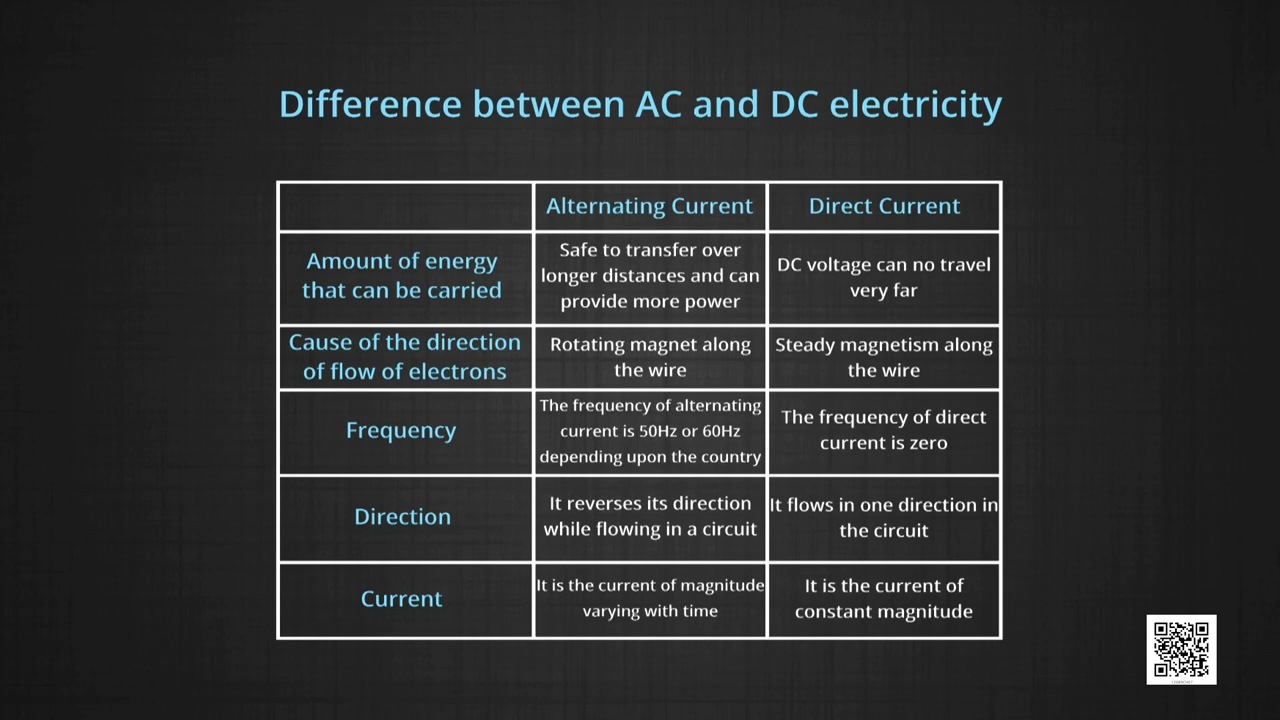 Difference between AC and DC electricity
Alternating Current
Direct Current
Amount of energy
that can be carried
Safe to transfer over
longer distances and can
provide more power
DC voltage can no travel
very far
Cause of the direction
of flow of electrons
Rotating magnet along
the wire
Steady magnetism along
the wire
Frequency
The frequency of alternating
current is 50Hz or 60Hz
depending upon the country
The frequency of direct
current is zero
Direction
It reverses its direction
while flowing in a circuit
It flows in one direction in
the circuit
Current
It is the current of magnitude
varying with time
It is the current of
constant magnitude